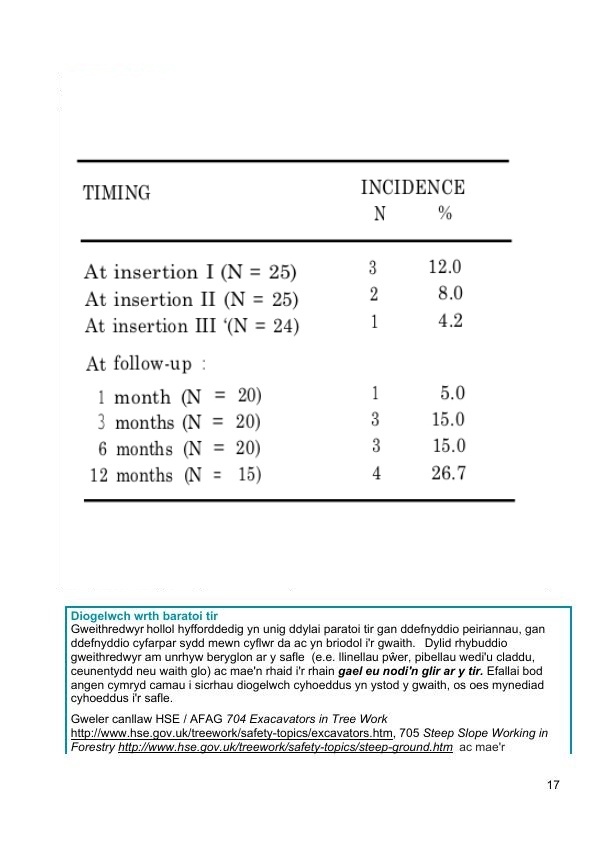 TIMING INCIDENCE
N %
At insertion I (N = 25) 3 12.0
At insertion II (N = 25) 2 8.0
At insertion III ‘(N = 24) 1 4.2
At follow-up :
1 month (N = 20) 1 5.0
3 months (N = 20) 3 15.0
6 months (N = 20) 3 15.0
12 months (N = 15) 4 26.7
Diogelwch wrth baratoi tir
Gweithredwyr hollol hyfforddedig yn unig ddylai paratoi tir gan ddefnyddio peiriannau, gan
ddefnyddio cyfarpar sydd mewn cyflwr da ac yn briodol i'r gwaith. Dylid rhybuddio
gweithredwyr am unrhyw beryglon ar y safle (e.e. llinellau pŵer, pibellau wedi'u claddu,
ceunentydd neu waith glo) ac mae'n rhaid i'r rhain gael eu nodi'n glir ar y tir. Efallai bod
angen cymryd camau i sicrhau diogelwch cyhoeddus yn ystod y gwaith, os oes mynediad
cyhoeddus i'r safle.
Gweler canllaw HSE / AFAG 704 Exacavators in Tree Work
http://www.hse.gov.uk/treework/safety-topics/excavators.htm, 705 Steep Slope Working in
Forestry http://www.hse.gov.uk/treework/safety-topics/steep-ground.htm ac mae'r
17